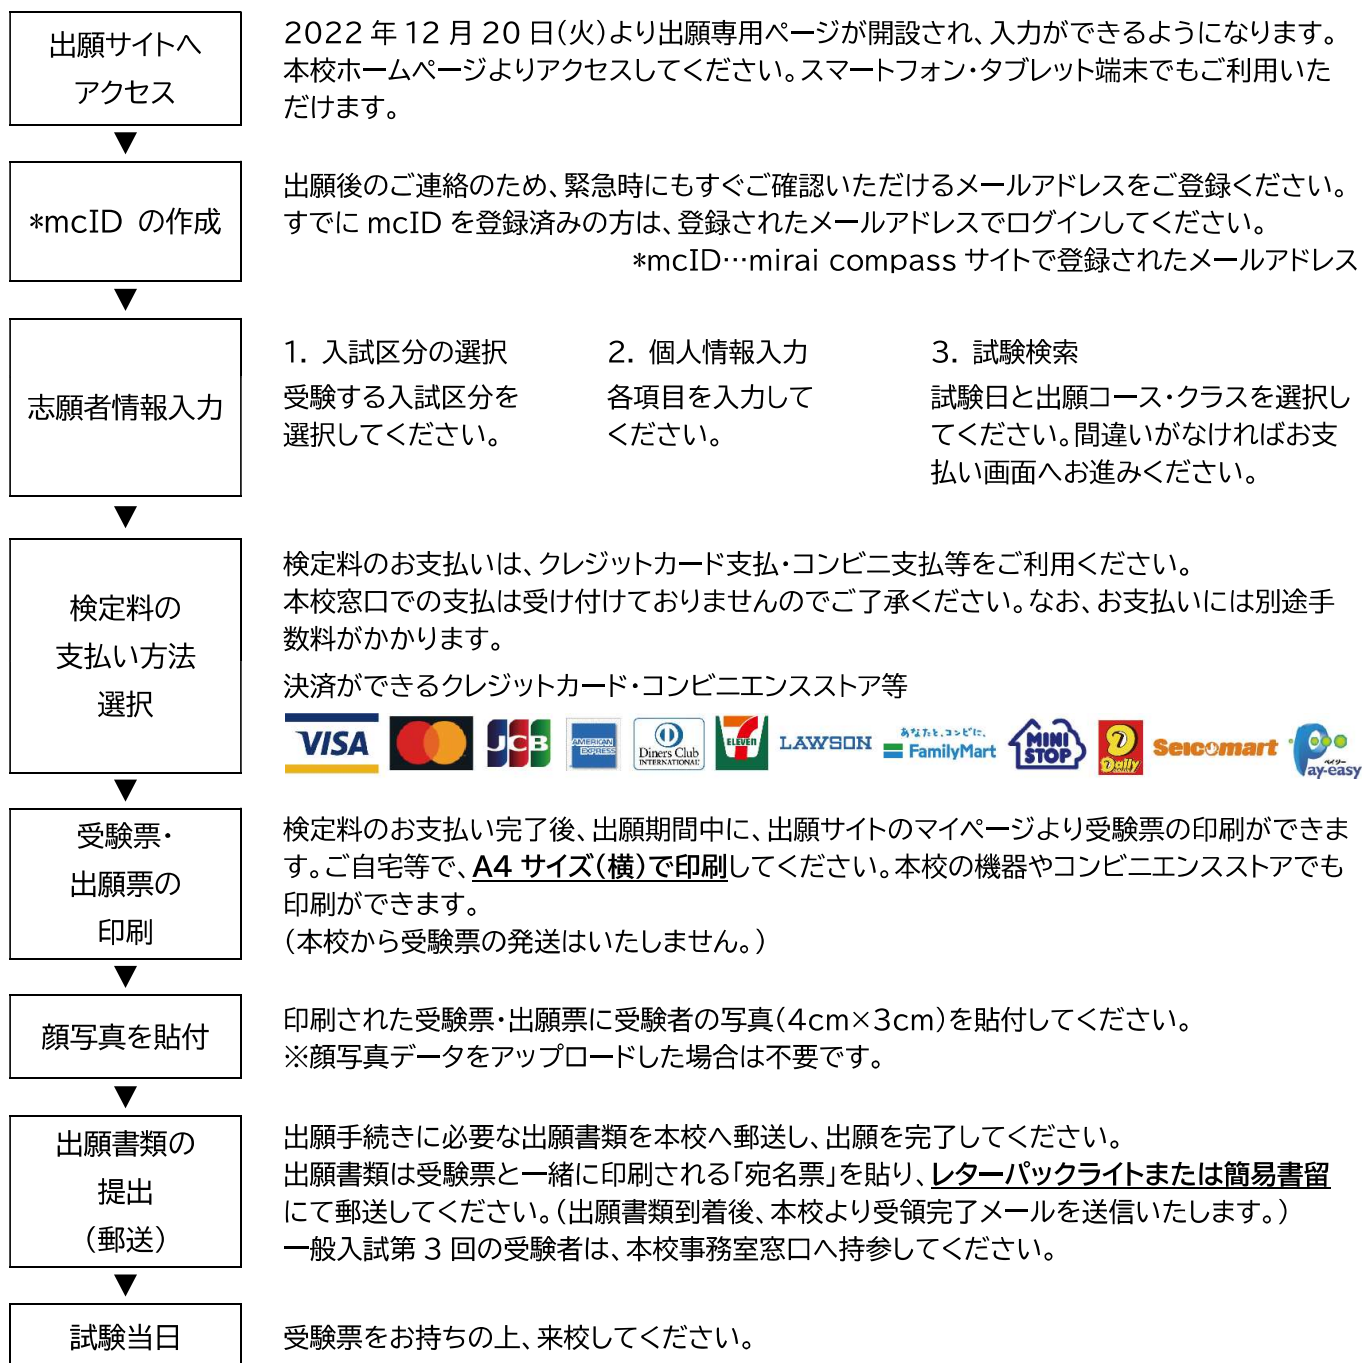 出願サイトへ
アクセス
2022年12月20日(火)より出願専用ページが開設され、入力ができるようになります。
本校ホームページよりアクセスしてください。スマートフォン・タブレット端末でもご利用いた
だけます。
▼
*mcID の作成
出願後のご連絡のため、緊急時にもすぐご確認いただけるメールアドレスをご登録ください。
すでに mcID を登録済みの方は、登録されたメールアドレスでログインしてください。
*mcID…mirai compass サイトで登録されたメールアドレス
▼
志願者情報入力
1. 入試区分の選択
受験する入試区分を
選択してください。
2. 個人情報入力
各項目を入力して
ください。
3. 試験検索
試験日と出願コース・クラスを選択し
てください。間違いがなければお支
払い画面へお進みください。
▼
検定料の
支払い方法
選択
検定料のお支払いは、クレジットカード支払・コンビニ支払等をご利用ください。
本校窓口での支払は受け付けておりませんのでご了承ください。なお、お支払いには別途手
数料がかかります。
決済ができるクレジットカード・コンビニエンスストア等
VISA
JCB
AMERICAN
EXPRESS
Diners Club
INTERNATIONAL
ELEVEN
LAWSON
あなたと、コンビに、
FamilyMart
MINI
STOP
Daily
Seicomart
ペイジー
Pay-easy
▼
受験票・
出願票の
印刷
検定料のお支払い完了後、出願期間中に、出願サイトのマイページより受験票の印刷ができま
す。ご自宅等で、A4 サイズ(横)で印刷してください。本校の機器やコンビニエンスストアでも
印刷ができます。
(本校から受験票の発送はいたしません。)
▼
顔写真を貼付
印刷された受験票・出願票に受験者の写真(4cm×3cm)を貼付してください。
※顔写真データをアップロードした場合は不要です。
▼
出願書類の
提出
(郵送)
出願手続きに必要な出願書類を本校へ郵送し、出願を完了してください。
出願書類は受験票と一緒に印刷される「宛名票」を貼り、レターパックライトまたは簡易書留
にて郵送してください。(出願書類到着後、本校より受領完了メールを送信いたします。)
一般入試第3回の受験者は、本校事務室窓口へ持参してください。
▼
試験当日
受験票をお持ちの上、来校してください。